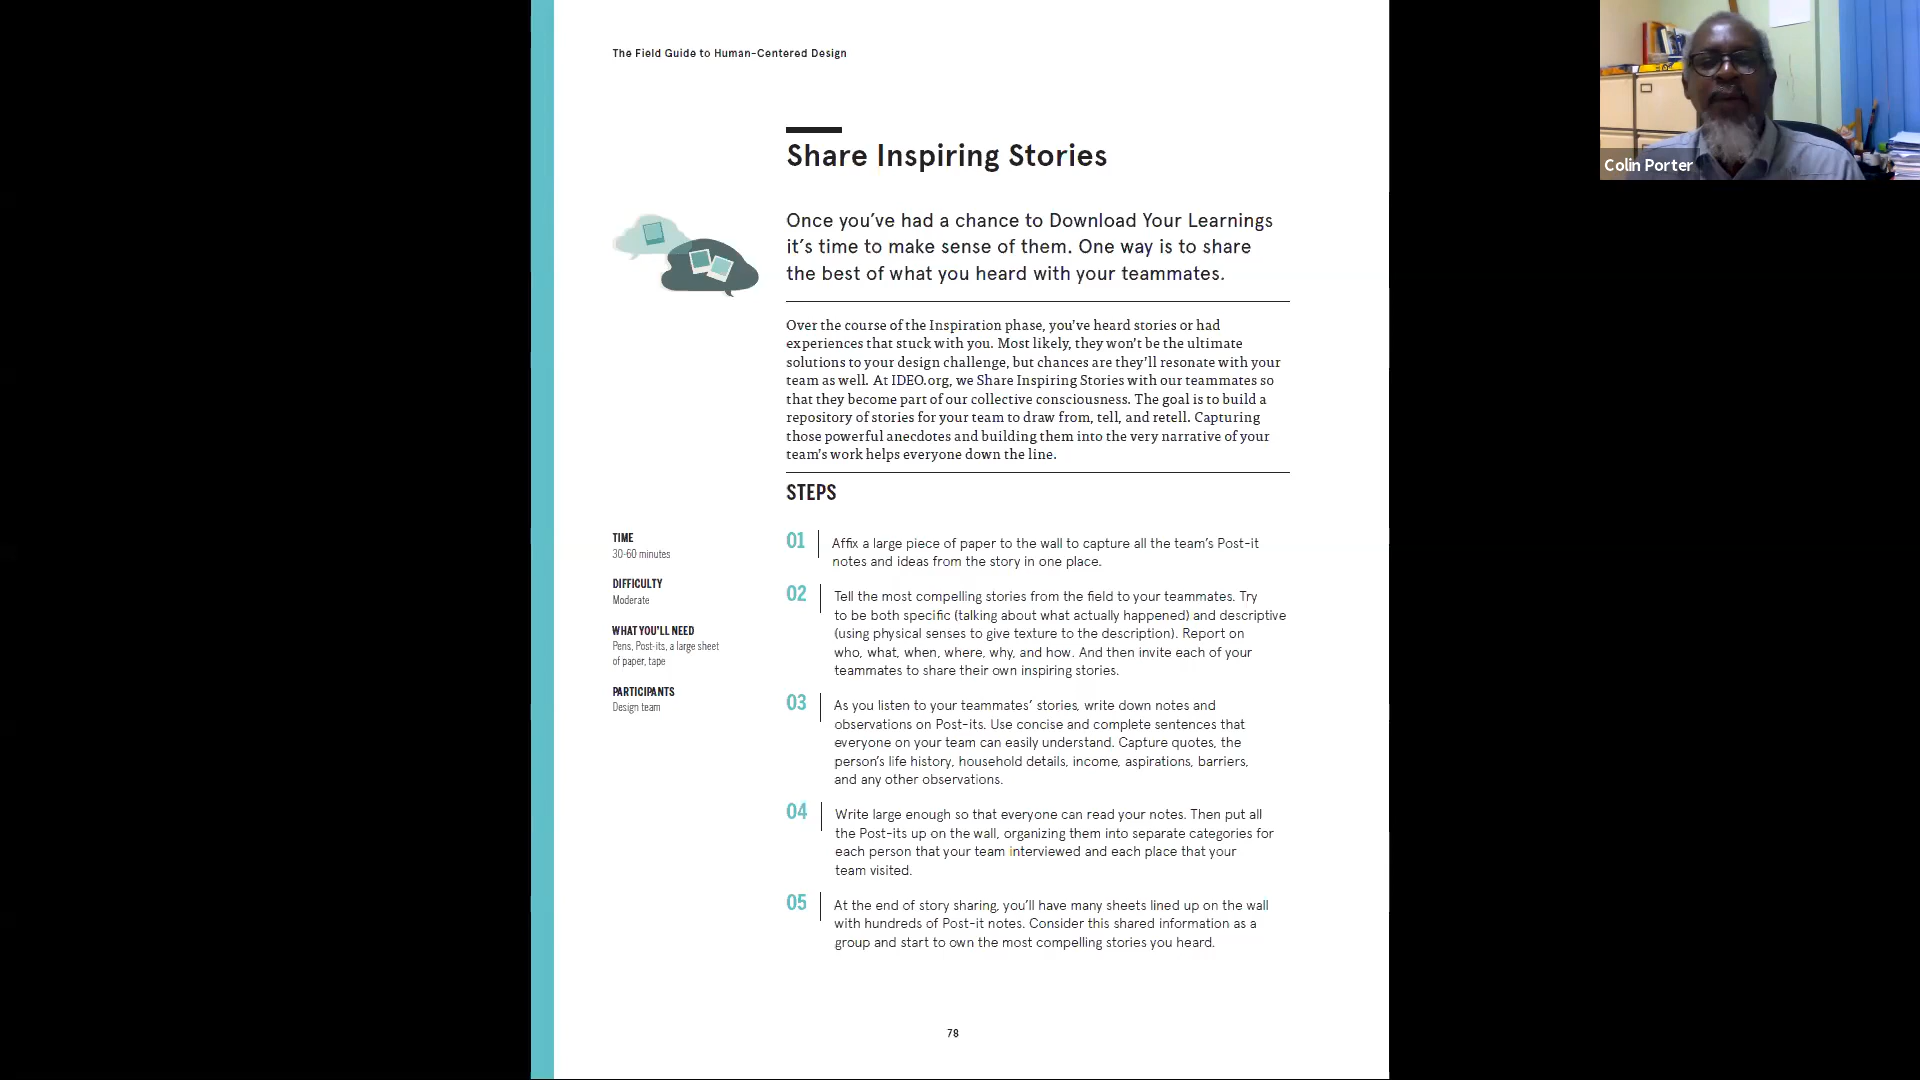 The Field Guide to Human-Centered Design
Share Inspiring Stories
Once you've had a chance to Download Your Learnings
it's time to make sense of them. One way is to share
the best of what you heard with your teammates.
Over the course of the Inspiration phase, you've heard stories or had
experiences that stuck with you. Most likely, they won't be the ultimate
solutions to your design challenge, but chances are they'll resonate with your
team as well. At IDEO.org, we Share Inspiring Stories with our teammates so
that they become part of our collective consciousness. The goal is to build a
repository of stories for your team to draw from, tell, and retell. Capturing
those powerful anecdotes and building them into the very narrative of your
team's work helps everyone down the line.
STEPS
TIME
30-60 minutes
DIFFICULTY
Moderate
WHAT YOU'LL NEED
Pens, Post-its, a large sheet
of paper, tape
PARTICIPANTS
Design team
01
Affix a large piece of paper to the wall to capture all the team's Post-it
notes and ideas from the story in one place.
02
Tell the most compelling stories from the field to your teammates. Try
to be both specific (talking about what actually happened) and descriptive
(using physical senses to give texture to the description). Report on
who, what, when, where, why, and how. And then invite each of your
teammates to share their own inspiring stories.
03
As you listen to your teammates' stories, write down notes and
observations on Post-its. Use concise and complete sentences that
everyone on your team can easily understand. Capture quotes, the
person's life history, household details, income, aspirations, barriers,
and any other observations.
04
Write large enough so that everyone can read your notes. Then put all
the Post-its up on the wall, organizing them into separate categories for
each person that your team interviewed and each place that your
team visited.
05
At the end of story sharing, you'll have many sheets lined up on the wall
with hundreds of Post-it notes. Consider this shared information as a
group and start to own the most compelling stories you heard.
78
Colin Porter